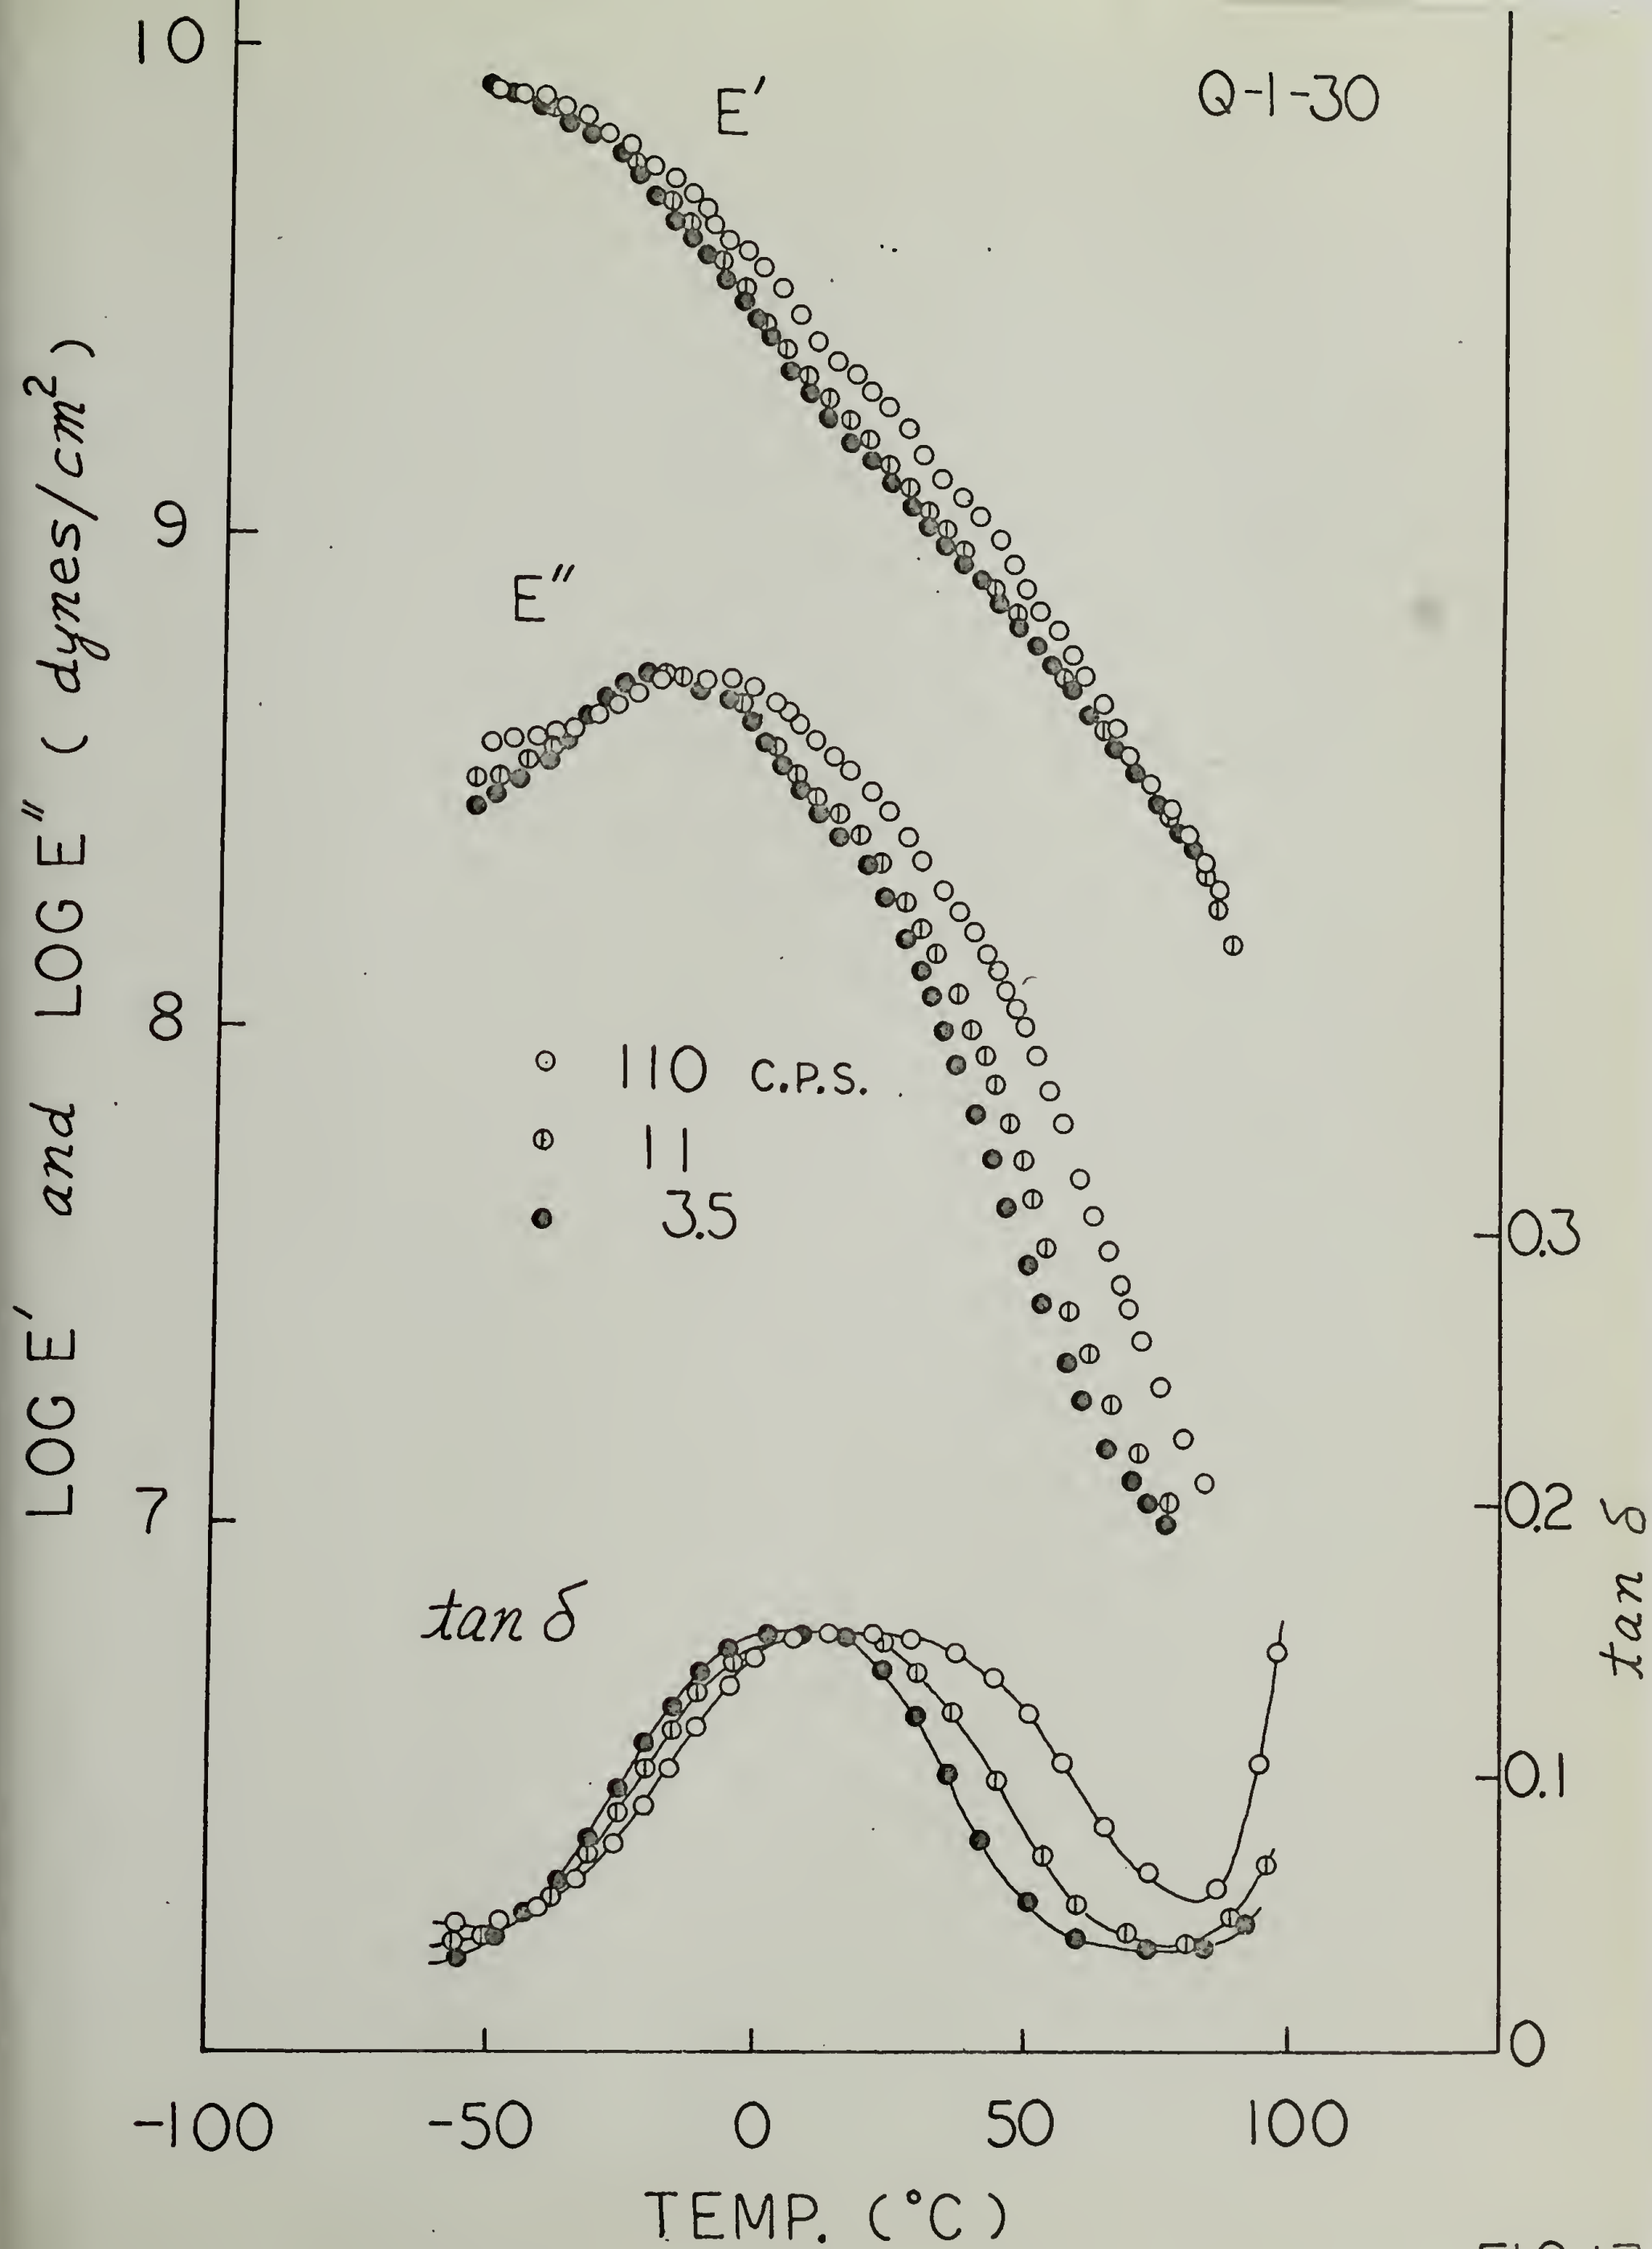 10
E′
Q-1-30
9
E″
8
○ 110 C.P.S.
⦶ 11
● 3.5
0.3
7
0.2
tan δ
0.1
0
-100 -50 0 50 100
TEMP. (°C)
LOG E′ and LOG E″ (dynes/cm²)
tan δ